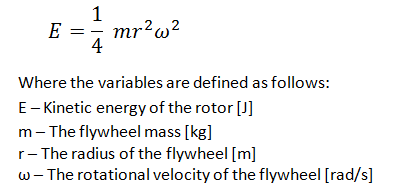 E = 1/4 mr²ω²
Where the variables are defined as follows:
E – Kinetic energy of the rotor [J]
m – The flywheel mass [kg]
r – The radius of the flywheel [m]
ω – The rotational velocity of the flywheel [rad/s]